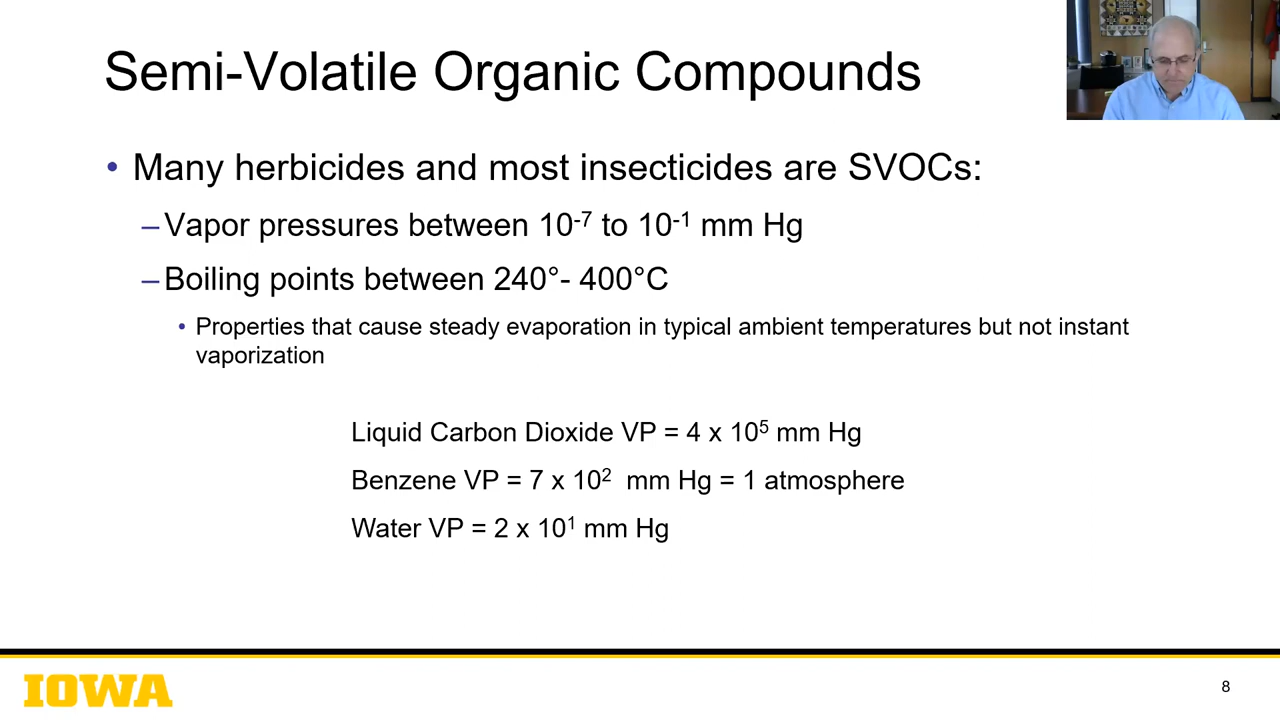 Semi-Volatile Organic Compounds
• Many herbicides and most insecticides are SVOCs:
–Vapor pressures between 10⁻⁷ to 10⁻¹ mm Hg
–Boiling points between 240°- 400°C
• Properties that cause steady evaporation in typical ambient temperatures but not instant
vaporization
Liquid Carbon Dioxide VP = 4 x 10⁵ mm Hg
Benzene VP = 7 x 10² mm Hg = 1 atmosphere
Water VP = 2 x 10¹ mm Hg
IOWA
8